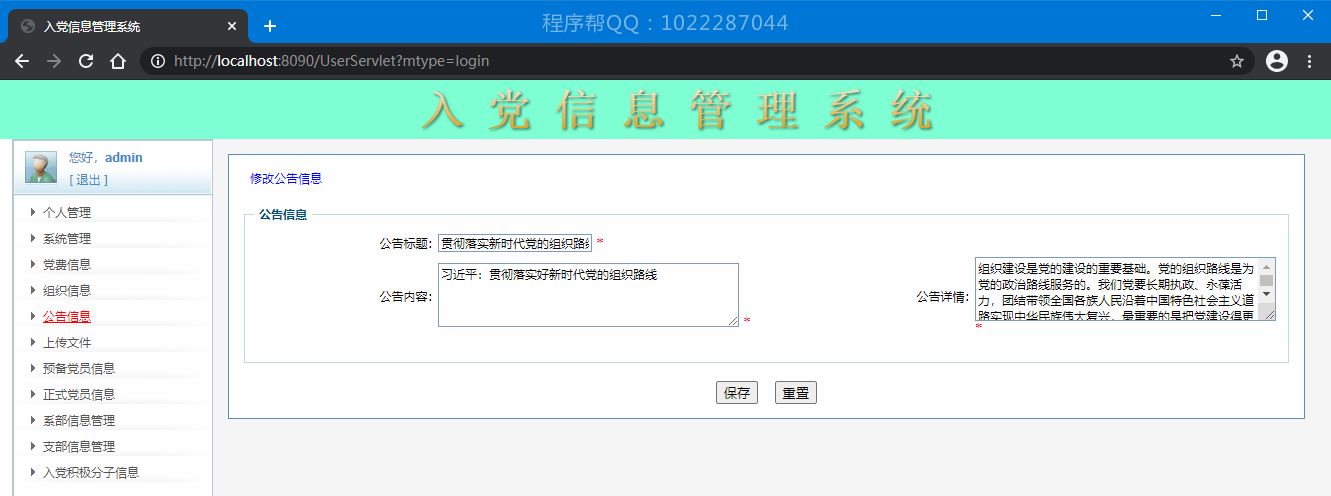 入党信息管理系统
程序帮QQ：1022287044
http://localhost:8090/UserServlet?mtype=login
入党信息管理系统
您好，admin
[ 退出 ]
个人管理
系统管理
党费信息
组织信息
公告信息
上传文件
预备党员信息
正式党员信息
系部信息管理
支部信息管理
入党积极分子信息
修改公告信息
公告信息
公告标题: 贯彻落实新时代党的组织路 *
公告内容: 习近平：贯彻落实好新时代党的组织路线 *
公告详情: 组织建设是党的建设的重要基础。党的组织路线是为
党的政治路线服务的。我们党要长期执政、永葆活
力，团结带领全国各族人民沿着中国特色社会主义道
路实现中华民族伟大复兴，最重要的是把党建设得更
*
保存 重置